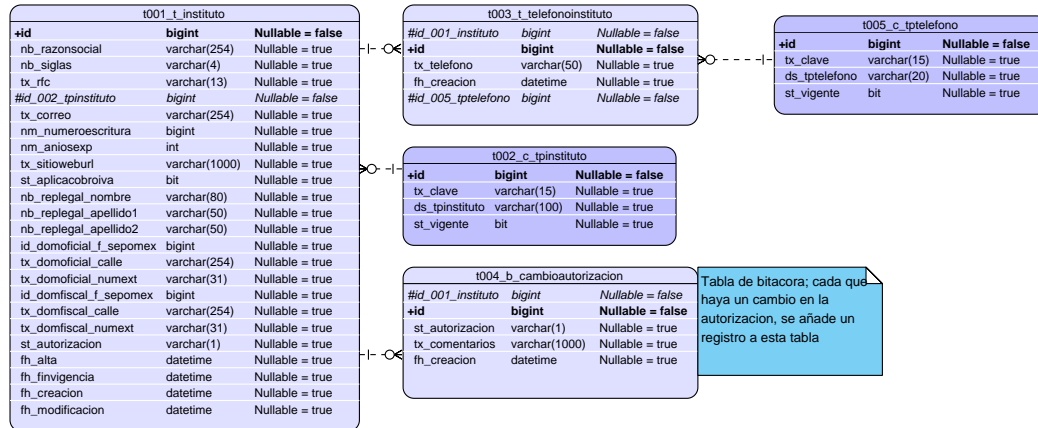 t001_t_instituto
+id bigint Nullable = false
nb_razonsocial varchar(254) Nullable = true
nb_siglas varchar(4) Nullable = true
tx_rfc varchar(13) Nullable = true
#id_002_tpinstituto bigint Nullable = false
tx_correo varchar(254) Nullable = true
nm_numeroescritura bigint Nullable = true
nm_aniosexp int Nullable = true
tx_sitioweburl varchar(1000) Nullable = true
st_aplicacobroiva bit Nullable = true
nb_replegal_nombre varchar(80) Nullable = true
nb_replegal_apellido1 varchar(50) Nullable = true
nb_replegal_apellido2 varchar(50) Nullable = true
id_domoficial_f_sepomex bigint Nullable = true
tx_domoficial_calle varchar(254) Nullable = true
tx_domoficial_numext varchar(31) Nullable = true
id_domfiscal_f_sepomex bigint Nullable = true
tx_domfiscal_calle varchar(254) Nullable = true
tx_domfiscal_numext varchar(31) Nullable = true
st_autorizacion varchar(1) Nullable = true
fh_alta datetime Nullable = true
fh_finvigencia datetime Nullable = true
fh_creacion datetime Nullable = true
fh_modificacion datetime Nullable = true
t003_t_telefonoinstituto
#id_001_instituto bigint Nullable = false
+id bigint Nullable = false
tx_telefono varchar(50) Nullable = true
fh_creacion datetime Nullable = true
#id_005_tptelefono bigint Nullable = false
t005_c_tptelefono
+id bigint Nullable = false
tx_clave varchar(15) Nullable = true
ds_tptelefono varchar(20) Nullable = true
st_vigente bit Nullable = true
t002_c_tpinstituto
+id bigint Nullable = false
tx_clave varchar(15) Nullable = true
ds_tpinstituto varchar(100) Nullable = true
st_vigente bit Nullable = true
t004_b_cambioautorizacion
#id_001_instituto bigint Nullable = false
+id bigint Nullable = false
st_autorizacion varchar(1) Nullable = true
tx_comentarios varchar(1000) Nullable = true
fh_creacion datetime Nullable = true
Tabla de bitacora; cada que
haya un cambio en la
autorizacion, se añade un
registro a esta tabla